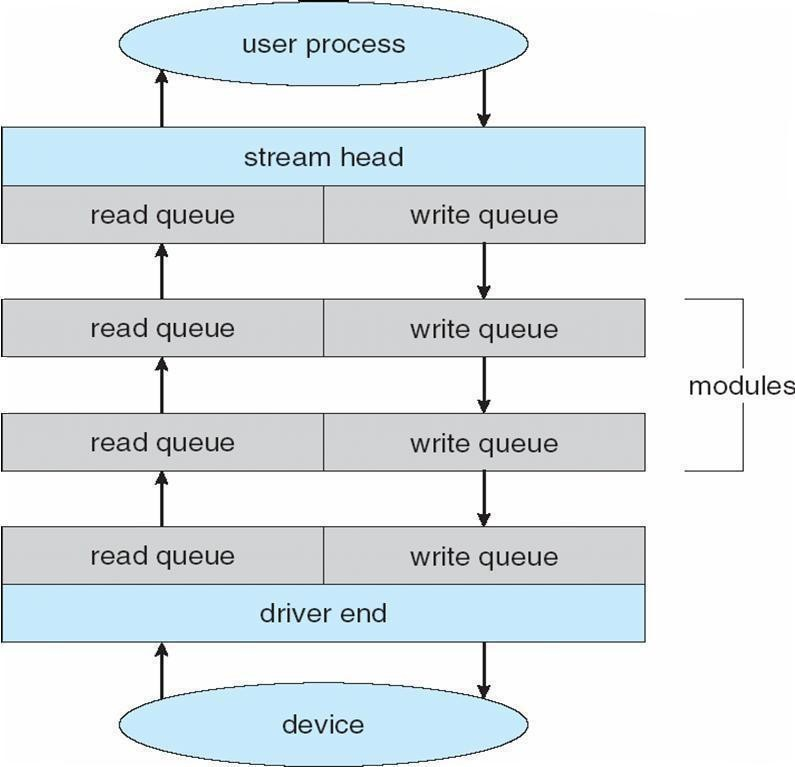 user process
stream head
read queue write queue
read queue write queue
modules
read queue write queue
read queue write queue
driver end
device